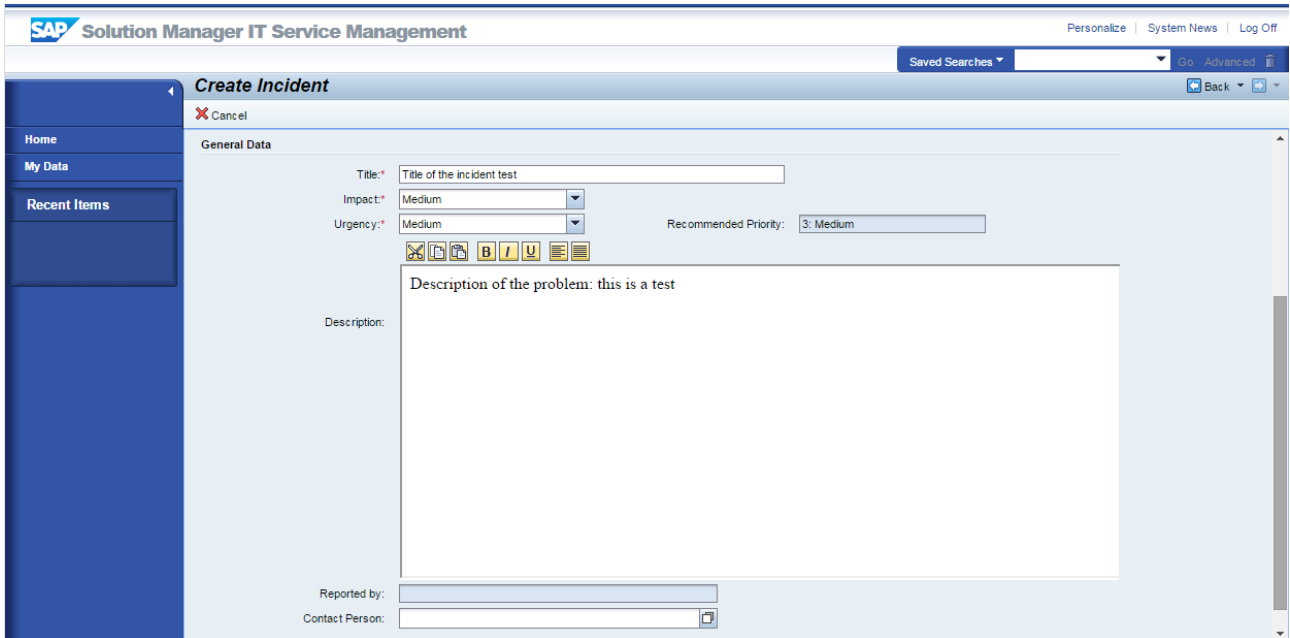 SAP Solution Manager IT Service Management
Personalize | System News | Log Off
Saved Searches Go Advanced
Create Incident
Back
Cancel
Home
My Data
Recent Items
General Data
Title:* Title of the incident test
Impact:* Medium
Urgency:* Medium Recommended Priority: 3: Medium
B I U
Description of the problem: this is a test
Description:
Reported by:
Contact Person: